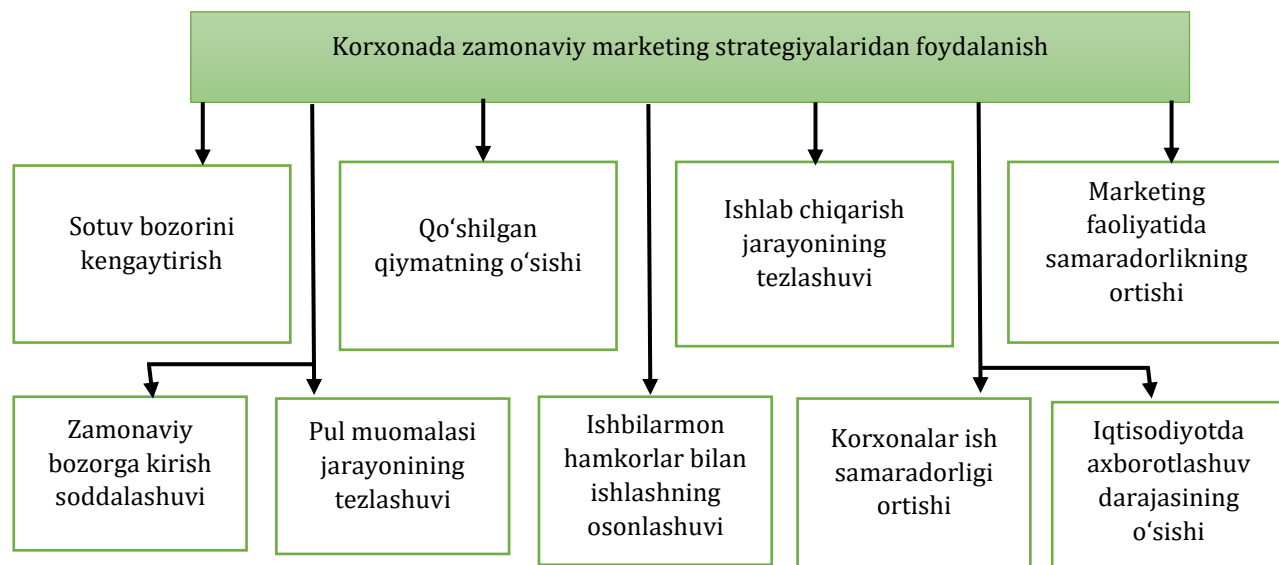 Korxonada zamonaviy marketing strategiyalaridan foydalanish
Sotuv bozorini
kengaytirish
Qo‘shilgan
qiymatning o‘sishi
Ishlab chiqarish
jarayonining
tezlashuvi
Marketing
faoliyatida
samaradorlikning
ortishi
Zamonaviy
bozorga kirish
soddalashuvi
Pul muomalasi
jarayonining
tezlashuvi
Ishbilarmon
hamkorlar bilan
ishlashning
osonlashuvi
Korxonalar ish
samaradorligi
ortishi
Iqtisodiyotda
axborotlashuv
darajasining
o‘sishi